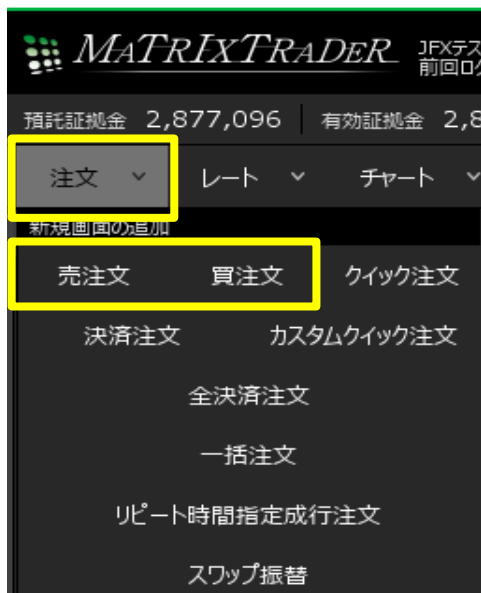 MATRIXTRADER JFXテス
前回ログ
預託証拠金 2,877,096 有効証拠金 2,8
注文 レート チャート
新規画面の追加
売注文 買注文 クイック注文
決済注文 カスタムクイック注文
全決済注文
一括注文
リピート時間指定成行注文
スワップ振替